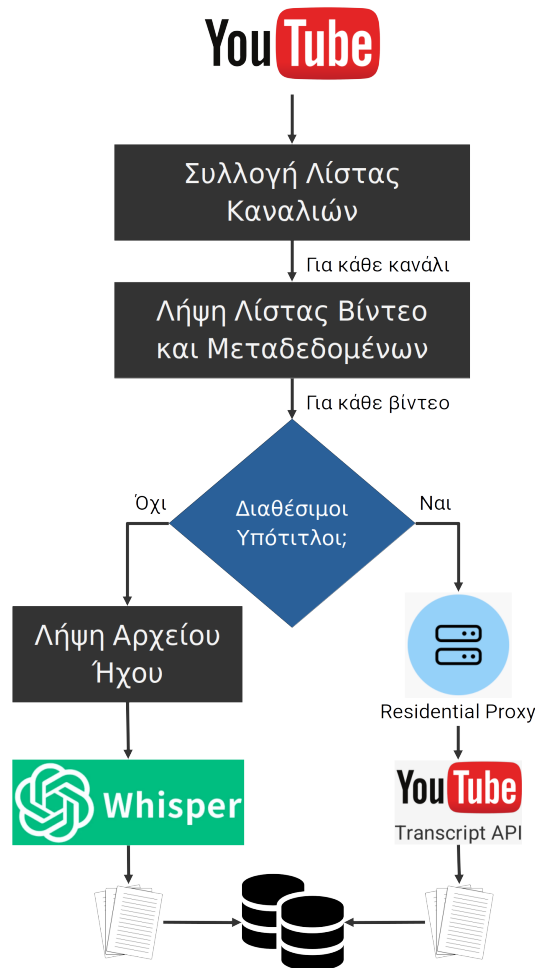 YouTube
Συλλογή Λίστας
Καναλιών
Για κάθε κανάλι
Λήψη Λίστας Βίντεο
και Μεταδεδομένων
Για κάθε βίντεο
Όχι
Ναι
Διαθέσιμοι
Υπότιτλοι;
Λήψη Αρχείου
Ήχου
Residential Proxy
Whisper
YouTube
Transcript API